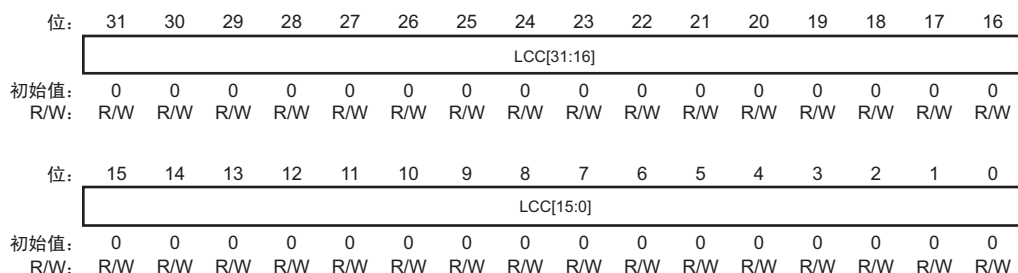 位： 31 30 29 28 27 26 25 24 23 22 21 20 19 18 17 16
LCC[31:16]
初始值： 0 0 0 0 0 0 0 0 0 0 0 0 0 0 0 0
R/W： R/W R/W R/W R/W R/W R/W R/W R/W R/W R/W R/W R/W R/W R/W R/W R/W
位： 15 14 13 12 11 10 9 8 7 6 5 4 3 2 1 0
LCC[15:0]
初始值： 0 0 0 0 0 0 0 0 0 0 0 0 0 0 0 0
R/W： R/W R/W R/W R/W R/W R/W R/W R/W R/W R/W R/W R/W R/W R/W R/W R/W